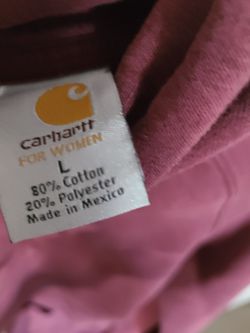 carhartt
FOR WOMEN
L
80% Cotton
20% Polyester
Made in Mexico